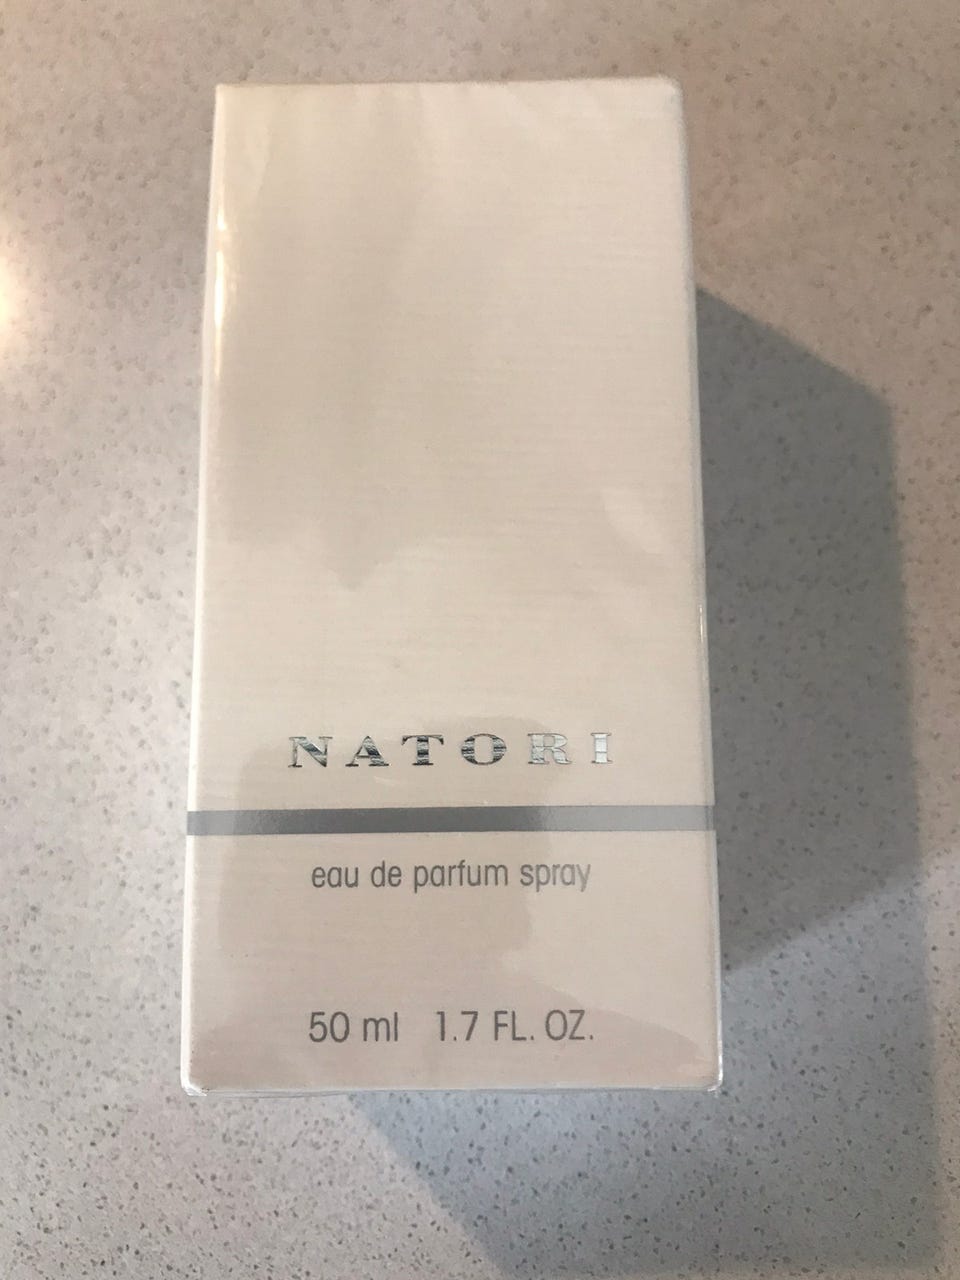 NATORI
eau de parfum spray
50 ml 1.7 FL. OZ.